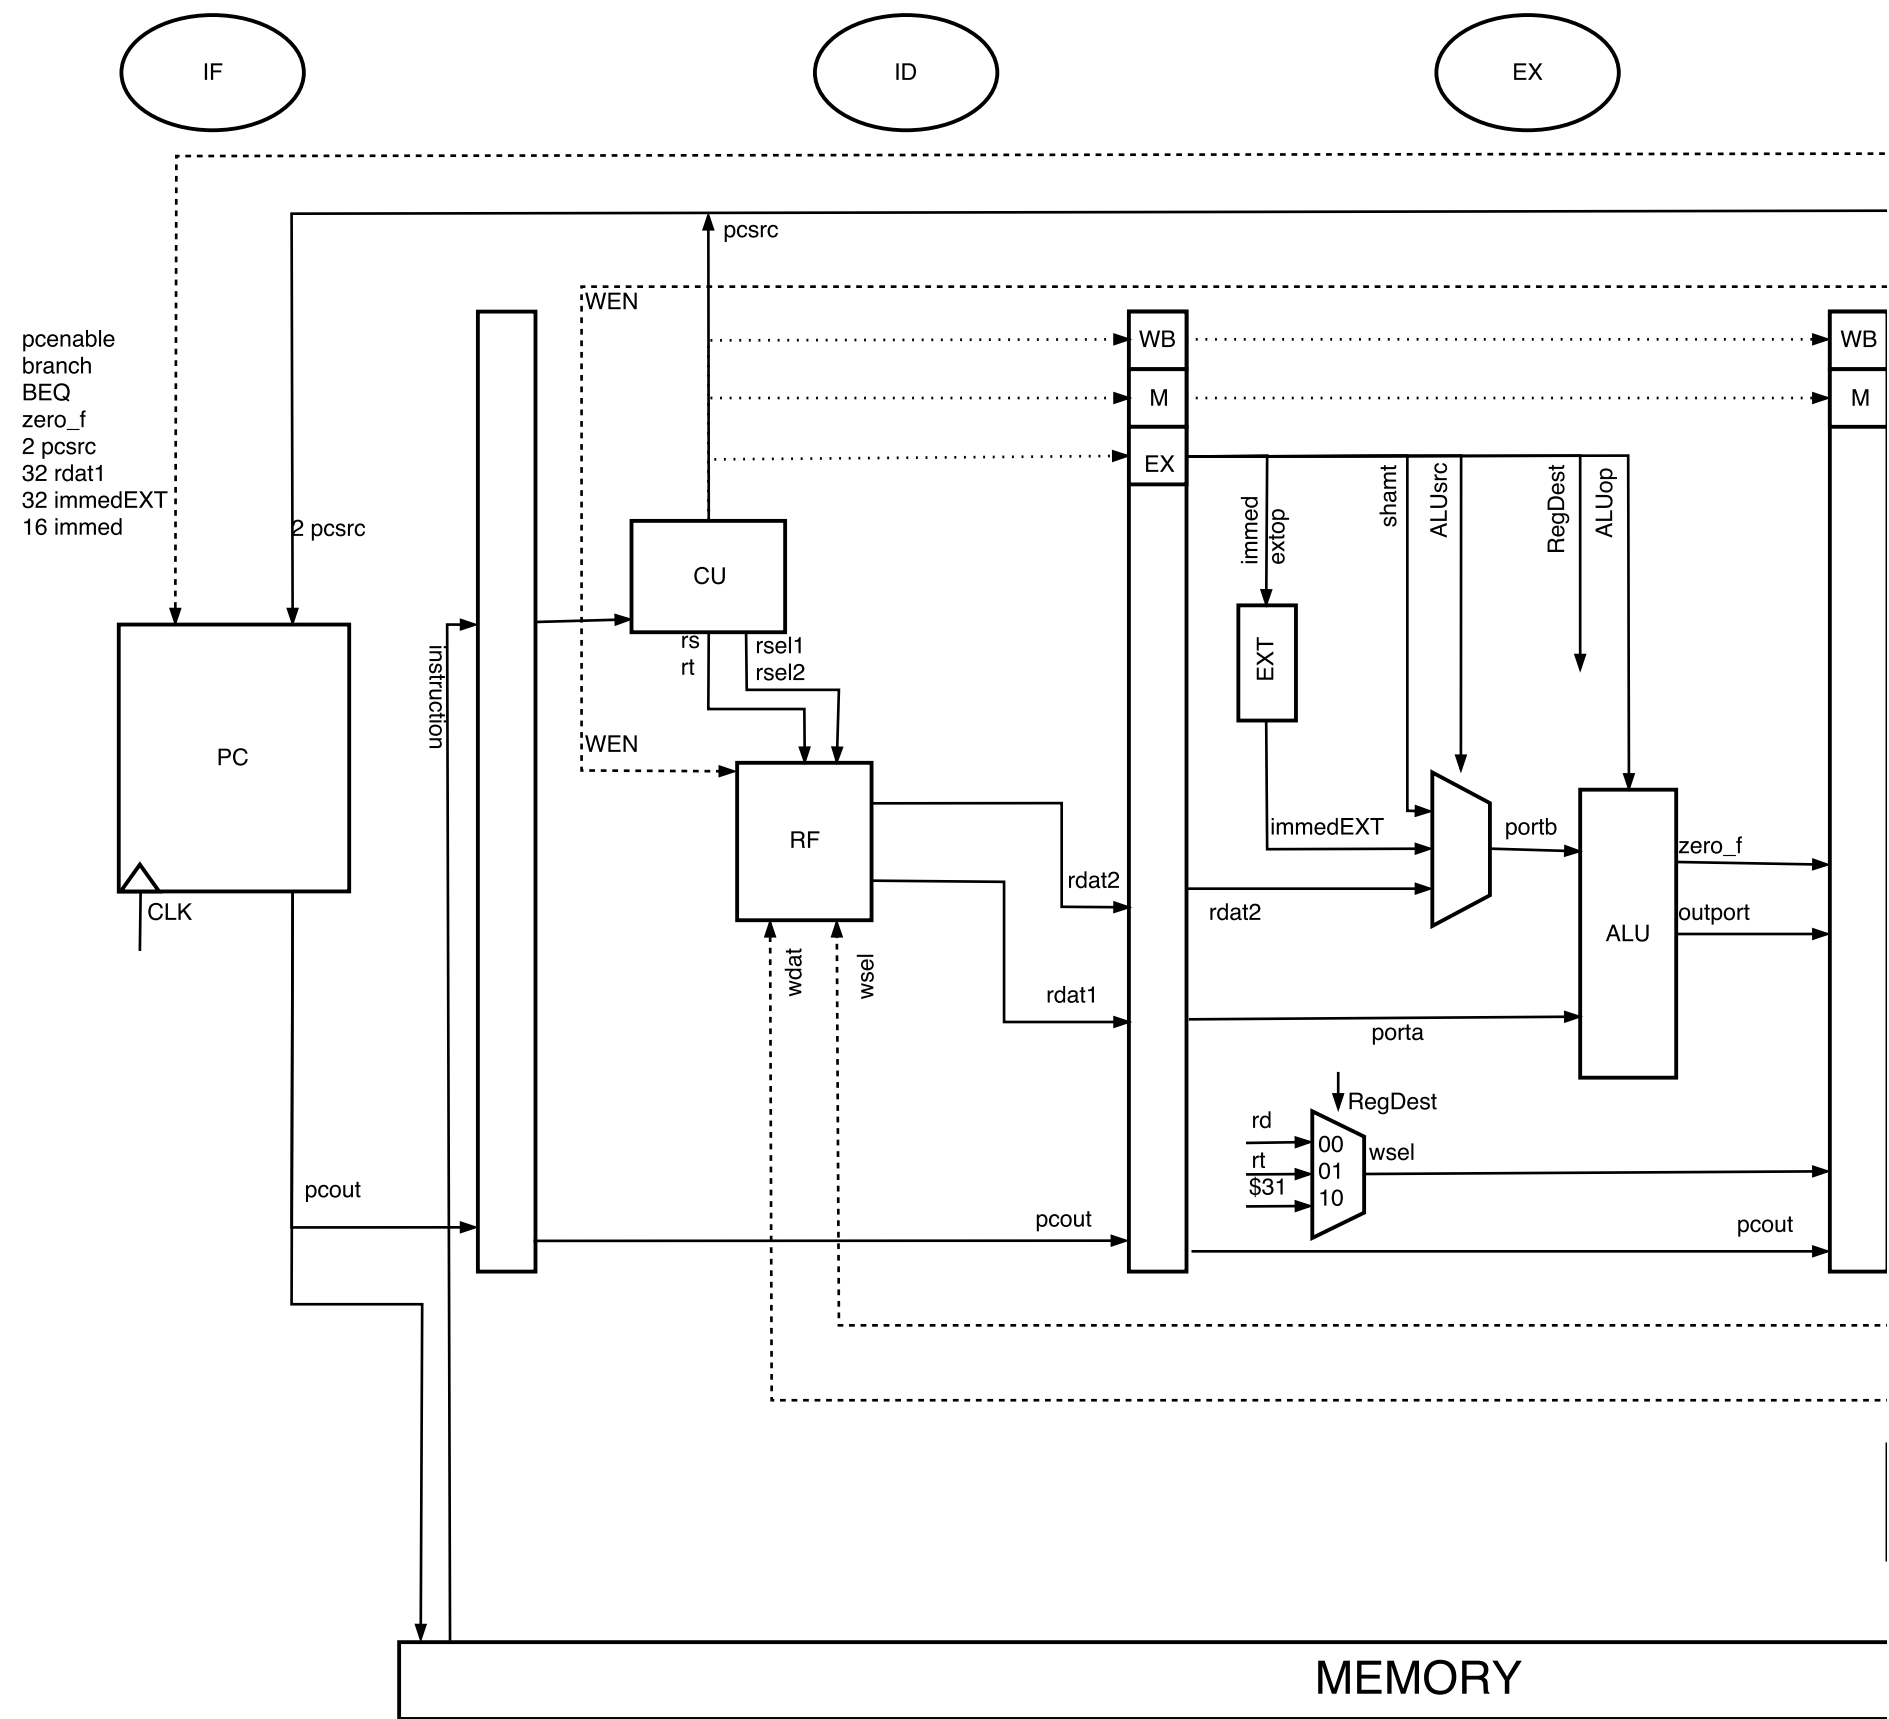 IF
ID
EX
pcsrc
WEN
pcenable
branch
BEQ
zero_f
2 pcsrc
32 rdat1
32 immedEXT
16 immed
2 pcsrc
WB
M
EX
WB
M
immed
extop
shamt
ALUsrc
RegDest
ALUop
CU
rs
rt
rsel1
rsel2
EXT
instruction
PC
WEN
RF
immedEXT
portb
zero_f
CLK
rdat2
rdat2
outport
ALU
wdat
wsel
rdat1
porta
RegDest
rd
00
rt
01
$31
10
wsel
pcout
pcout
pcout
MEMORY